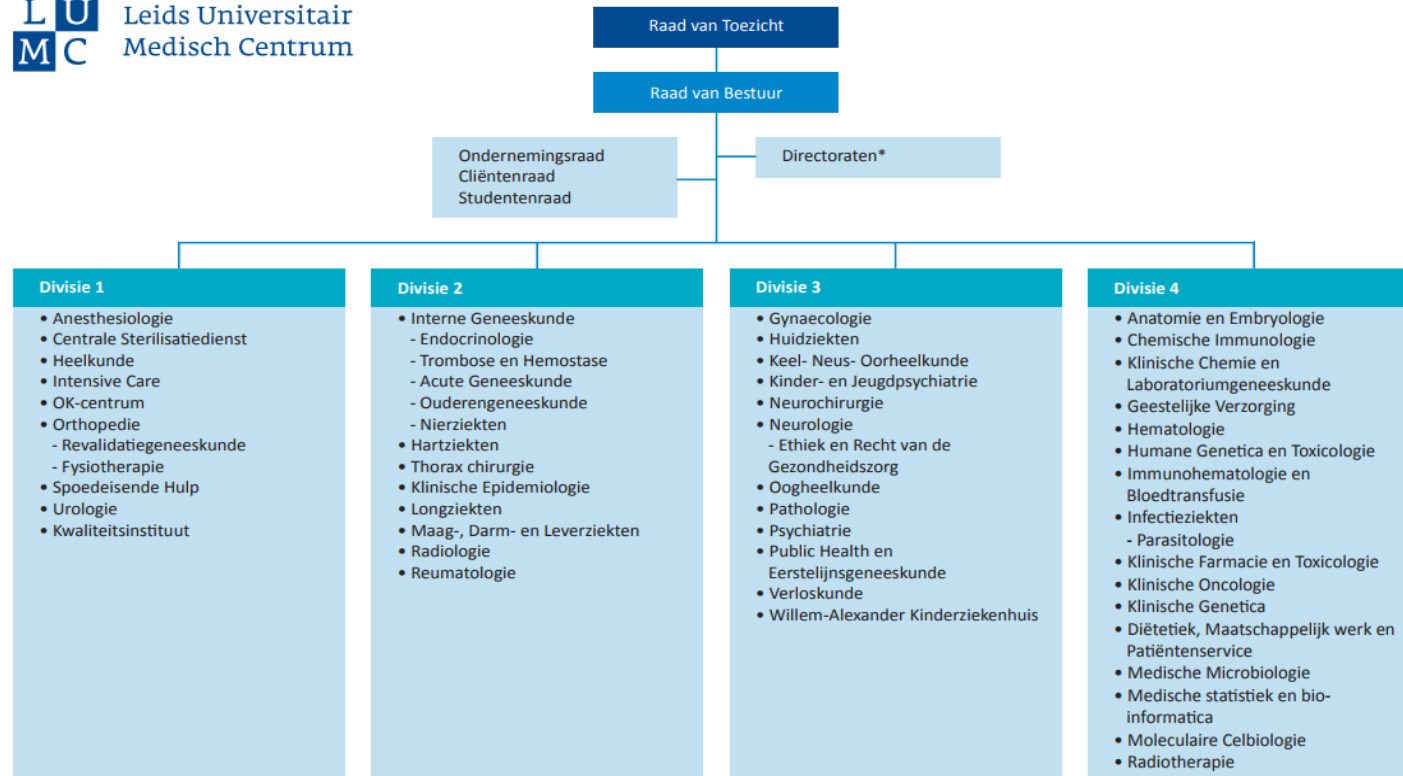 L U
M C
Leids Universitair
Medisch Centrum
Raad van Toezicht
Raad van Bestuur
Ondernemingsraad
Cliëntenraad
Studentenraad
Directoraten*
Divisie 1
• Anesthesiologie
• Centrale Sterilisatiedienst
• Heelkunde
• Intensive Care
• OK-centrum
• Orthopedie
- Revalidatiegeneeskunde
- Fysiotherapie
• Spoedeisende Hulp
• Urologie
• Kwaliteitsinstituut
Divisie 2
• Interne Geneeskunde
- Endocrinologie
- Trombose en Hemostase
- Acute Geneeskunde
- Ouderengeneeskunde
- Nierziekten
• Hartziekten
• Thorax chirurgie
• Klinische Epidemiologie
• Longziekten
• Maag-, Darm- en Leverziekten
• Radiologie
• Reumatologie
Divisie 3
• Gynaecologie
• Huidziekten
• Keel- Neus- Oorheelkunde
• Kinder- en Jeugdpsychiatrie
• Neurochirurgie
• Neurologie
- Ethiek en Recht van de
Gezondheidszorg
• Oogheelkunde
• Pathologie
• Psychiatrie
• Public Health en
Eerstelijnsgeneeskunde
• Verloskunde
• Willem-Alexander Kinderziekenhuis
Divisie 4
• Anatomie en Embryologie
• Chemische Immunologie
• Klinische Chemie en
Laboratoriumgeneeskunde
• Geestelijke Verzorging
• Hematologie
• Humane Genetica en Toxicologie
• Immunohematologie en
Bloedtransfusie
• Infectieziekten
- Parasitologie
• Klinische Farmacie en Toxicologie
• Klinische Oncologie
• Klinische Genetica
• Diëtetiek, Maatschappelijk werk en
Patiëntenservice
• Medische Microbiologie
• Medische statistiek en bio-
informatica
• Moleculaire Celbiologie
• Radiotherapie